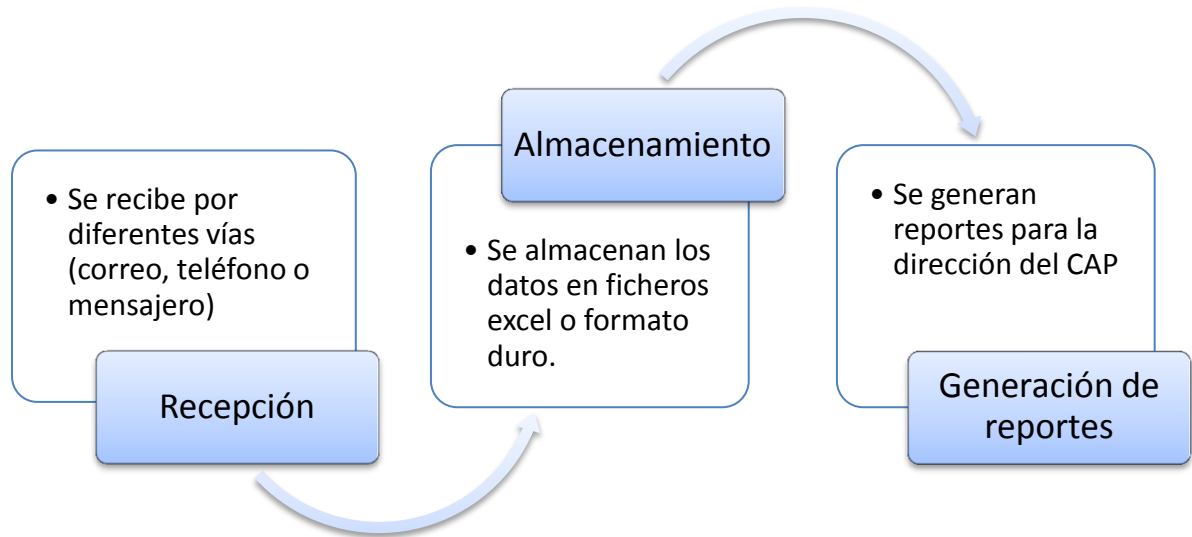 • Se recibe por
diferentes vías
(correo, teléfono o
mensajero)
Recepción
Almacenamiento
• Se almacenan los
datos en ficheros
excel o formato
duro.
• Se generan
reportes para la
dirección del CAP
Generación de
reportes